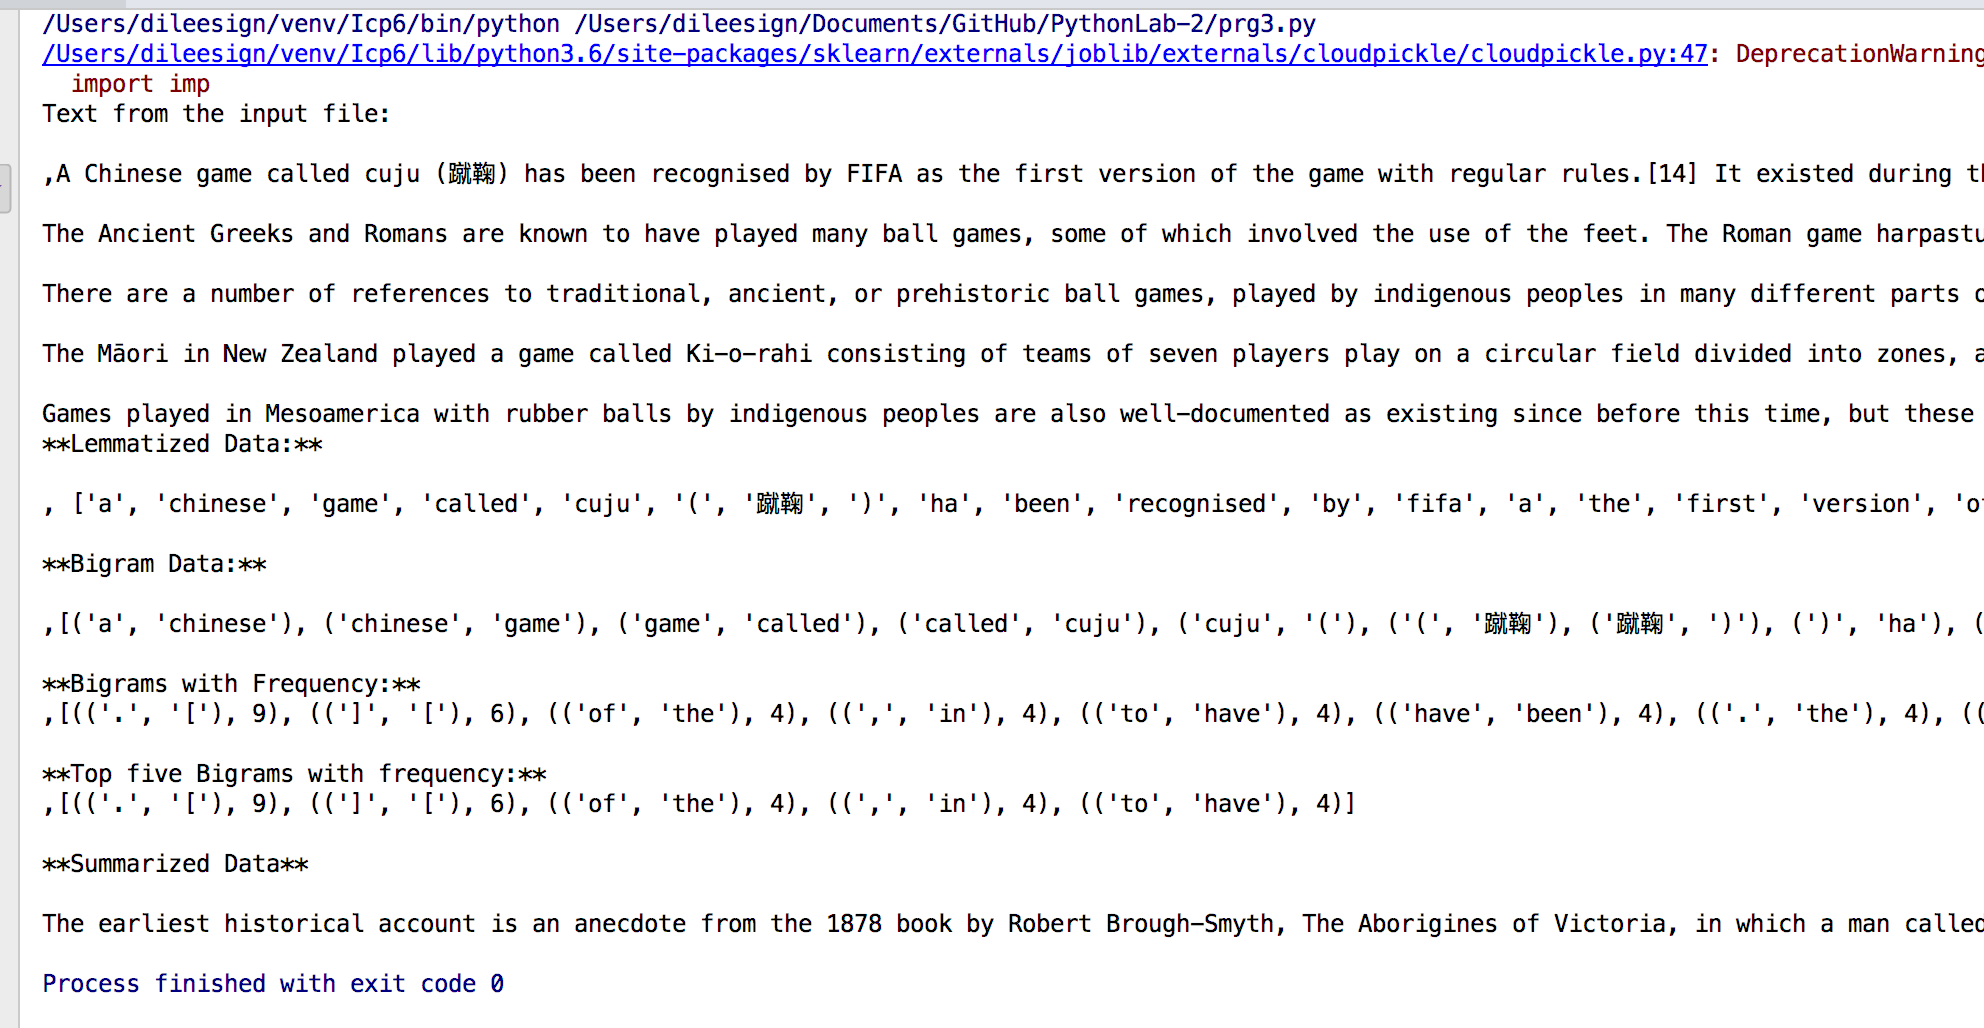 /Users/dileesign/venv/Icp6/bin/python /Users/dileesign/Documents/GitHub/PythonLab-2/prg3.py
/Users/dileesign/venv/Icp6/lib/python3.6/site-packages/sklearn/externals/joblib/externals/cloudpickle/cloudpickle.py:47: DeprecationWarning
  import imp
Text from the input file:
,A Chinese game called cuju (蹴鞠) has been recognised by FIFA as the first version of the game with regular rules.[14] It existed during
The Ancient Greeks and Romans are known to have played many ball games, some of which involved the use of the feet. The Roman game harpastu
There are a number of references to traditional, ancient, or prehistoric ball games, played by indigenous peoples in many different parts
The Māori in New Zealand played a game called Ki-o-rahi consisting of teams of seven players play on a circular field divided into zones, a
Games played in Mesoamerica with rubber balls by indigenous peoples are also well-documented as existing since before this time, but these
**Lemmatized Data:**
, ['a', 'chinese', 'game', 'called', 'cuju', '(', '蹴鞠', ')', 'ha', 'been', 'recognised', 'by', 'fifa', 'a', 'the', 'first', 'version', 'o
**Bigram Data:**
,[('a', 'chinese'), ('chinese', 'game'), ('game', 'called'), ('called', 'cuju'), ('cuju', '('), ('(', '蹴鞠'), ('蹴鞠', ')'), (')', 'ha'), (
**Bigrams with Frequency:**
,[(('.', '['), 9), ((']', '['), 6), (('of', 'the'), 4), ((',', 'in'), 4), (('to', 'have'), 4), (('have', 'been'), 4), (('.', 'the'), 4), ((
**Top five Bigrams with frequency:**
,[(('.', '['), 9), ((']', '['), 6), (('of', 'the'), 4), ((',', 'in'), 4), (('to', 'have'), 4)]
**Summarized Data**
The earliest historical account is an anecdote from the 1878 book by Robert Brough-Smyth, The Aborigines of Victoria, in which a man called
Process finished with exit code 0